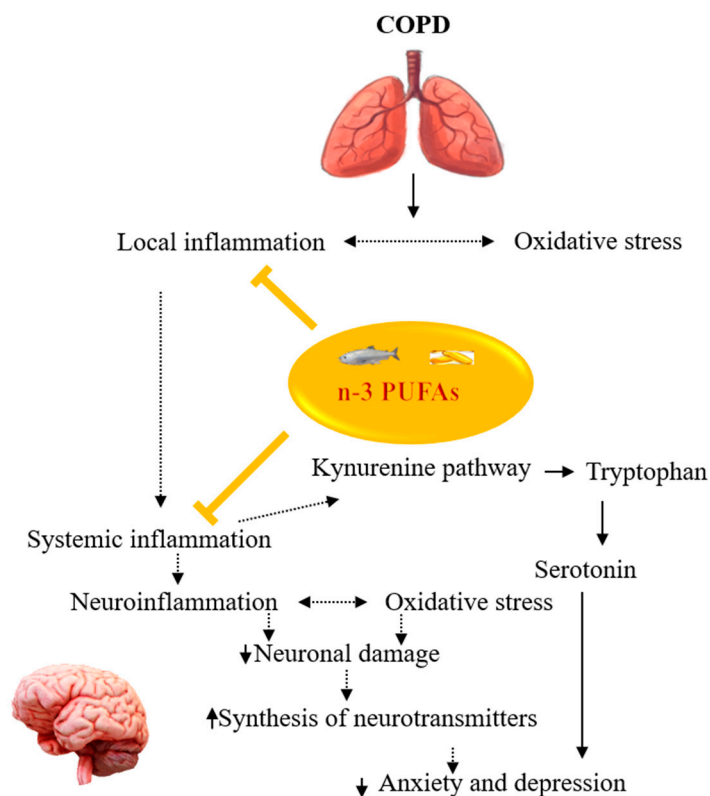 COPD
Local inflammation
Oxidative stress
n-3 PUFAs
Kynurenine pathway
Tryptophan
Systemic inflammation
Serotonin
Neuroinflammation
Oxidative stress
Neuronal damage
Synthesis of neurotransmitters
Anxiety and depression